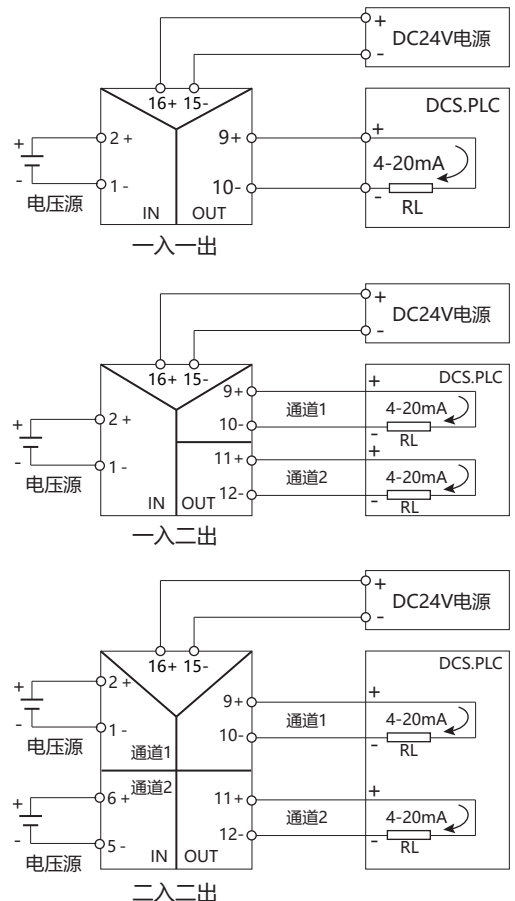 +
DC24V电源
-
16+ 15-
DCS.PLC
+ 2 + 9+ +
4-20mA
- 1 - 10- -
电压源 RL
IN OUT
一入一出
+
DC24V电源
-
16+ 15-
DCS.PLC
9+ +
通道1 4-20mA
+ 2 + 10- -
RL
11+ +
- 1 - 通道2 4-20mA
电压源 12- -
IN OUT RL
一入二出
+
DC24V电源
-
16+ 15-
DCS.PLC
+ 2 +
9+ +
通道1 4-20mA
- 1 - 10- -
电压源 通道1 RL
通道2
+ 6 + 11+ +
通道2 4-20mA
- 5 - 12- -
电压源 IN OUT RL
二入二出